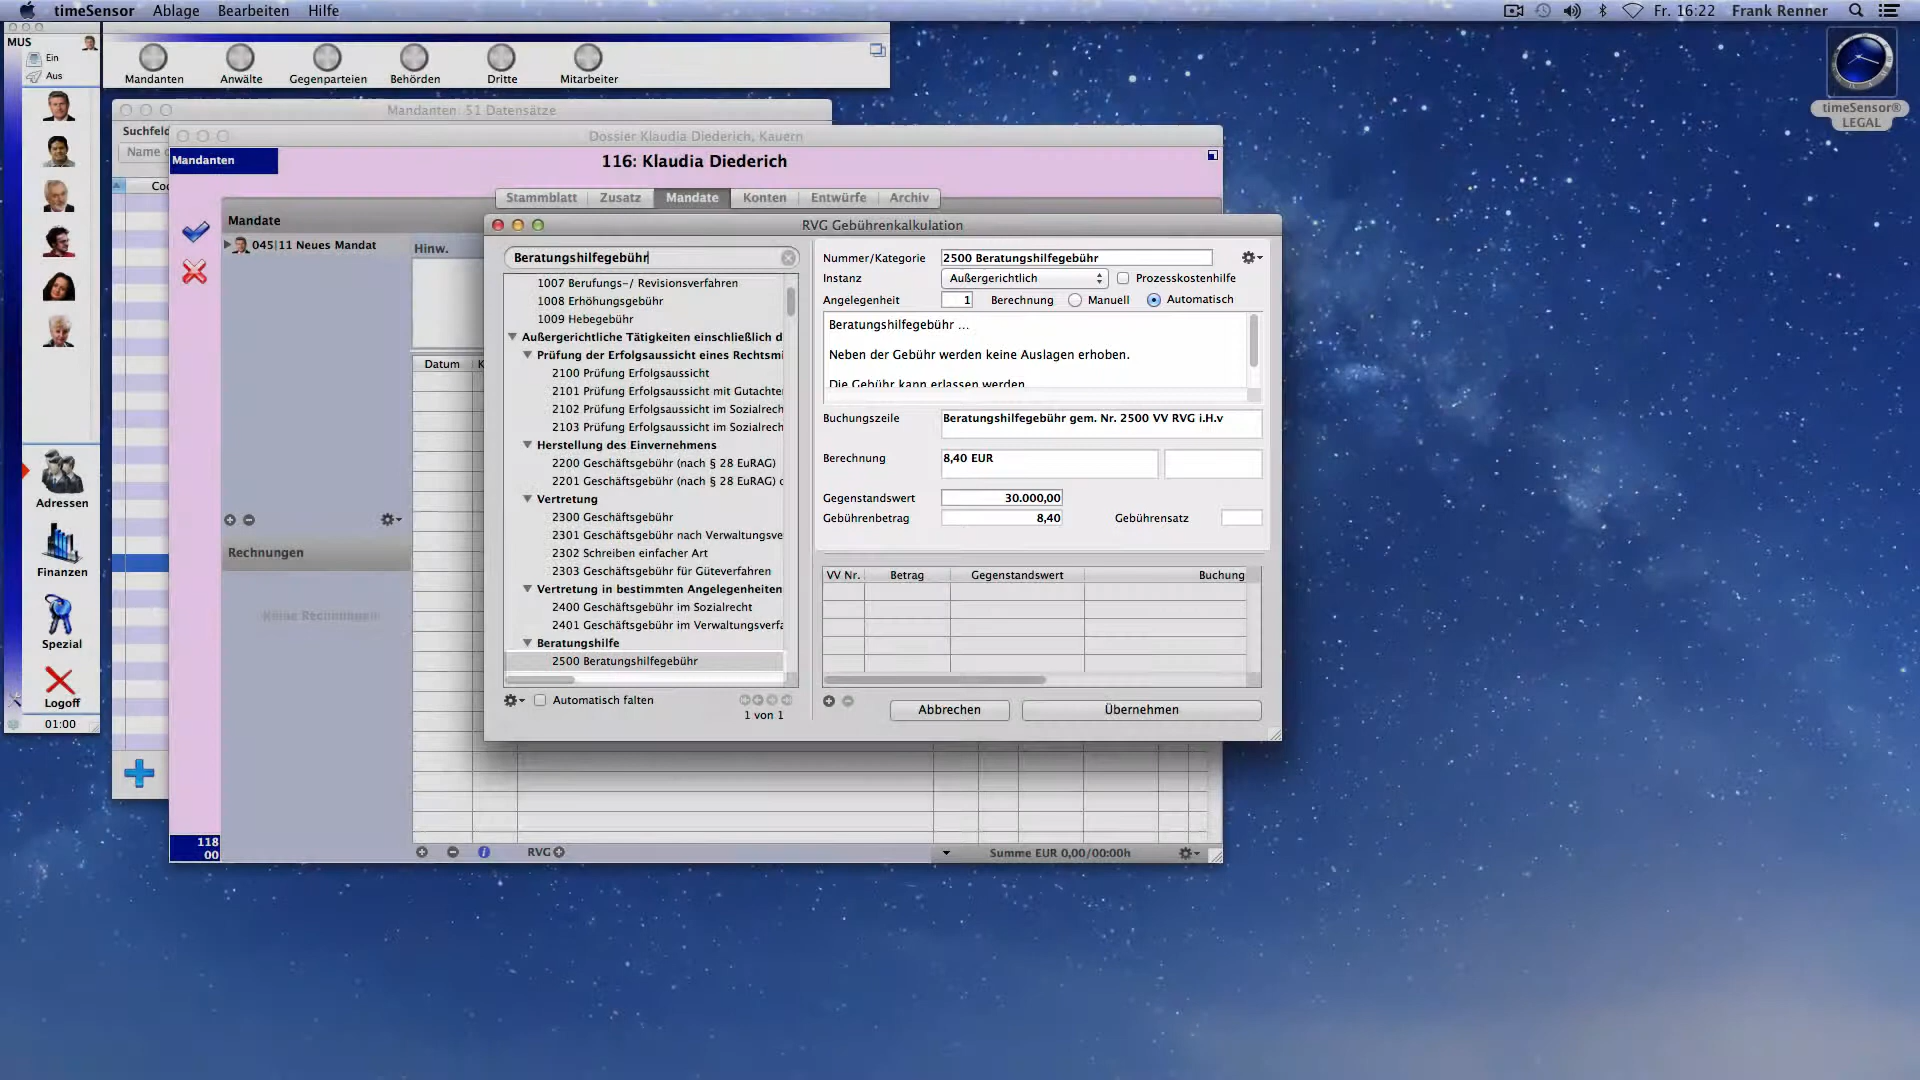 timeSensor Ablage Bearbeiten Hilfe
Fr. 16:22 Frank Renner
MUS
Ein
Aus
Mandanten Anwälte Gegenparteien Behörden Dritte Mitarbeiter
timeSensor®
LEGAL
Mandanten: 51 Datensätze
Suchfeld
Name
Dossier Klaudia Diederich, Kauern
Mandanten
116: Klaudia Diederich
Stammblatt Zusatz Mandate Konten Entwürfe Archiv
Mandate
045|11 Neues Mandat
Hinw.
Datum K
Rechnungen
Keine Rechnungen
Adressen
Finanzen
Spezial
Logoff
01:00
118
00
RVG
Summe EUR 0,00/00:00h
RVG Gebührenkalkulation
Beratungshilfegebühr
1007 Berufungs-/ Revisionsverfahren
1008 Erhöhungsgebühr
1009 Hebegebühr
Außergerichtliche Tätigkeiten einschließlich d
Prüfung der Erfolgsaussicht eines Rechtsmi
2100 Prüfung Erfolgsaussicht
2101 Prüfung Erfolgsaussicht mit Gutachte
2102 Prüfung Erfolgsaussicht im Sozialrech
2103 Prüfung Erfolgsaussicht im Sozialrech
Herstellung des Einvernehmens
2200 Geschäftsgebühr (nach § 28 EuRAG)
2201 Geschäftsgebühr (nach § 28 EuRAG) c
Vertretung
2300 Geschäftsgebühr
2301 Geschäftsgebühr nach Verwaltungsve
2302 Schreiben einfacher Art
2303 Geschäftsgebühr für Güteverfahren
Vertretung in bestimmten Angelegenheiten
2400 Geschäftsgebühr im Sozialrecht
2401 Geschäftsgebühr im Verwaltungsverfa
Beratungshilfe
2500 Beratungshilfegebühr
Automatisch falten
1 von 1
Nummer/Kategorie 2500 Beratungshilfegebühr
Instanz Außergerichtlich Prozesskostenhilfe
Angelegenheit 1 Berechnung Manuell Automatisch
Beratungshilfegebühr ...
Neben der Gebühr werden keine Auslagen erhoben.
Die Gebühr kann erlassen werden
Buchungszeile Beratungshilfegebühr gem. Nr. 2500 VV RVG i.H.v
Berechnung 8,40 EUR
Gegenstandswert 30.000,00
Gebührenbetrag 8,40 Gebührensatz
VV Nr. Betrag Gegenstandswert Buchung
Abbrechen Übernehmen